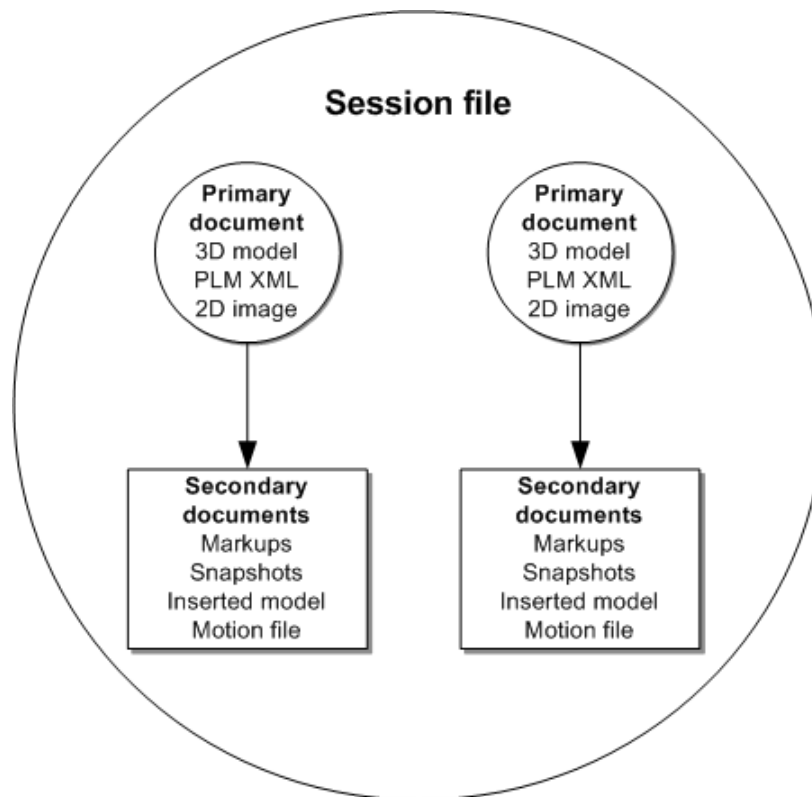 Session file
Primary
document
3D model
PLM XML
2D image
Primary
document
3D model
PLM XML
2D image
Secondary
documents
Markups
Snapshots
Inserted model
Motion file
Secondary
documents
Markups
Snapshots
Inserted model
Motion file